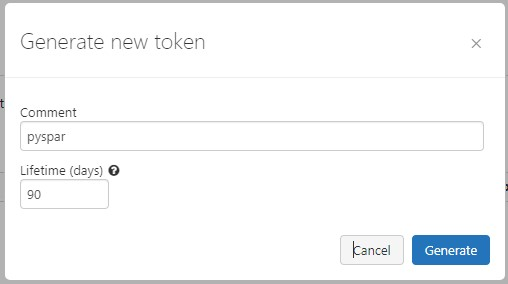 Generate new token
×
Comment
pyspar
Lifetime (days) ?
90
Cancel
Generate